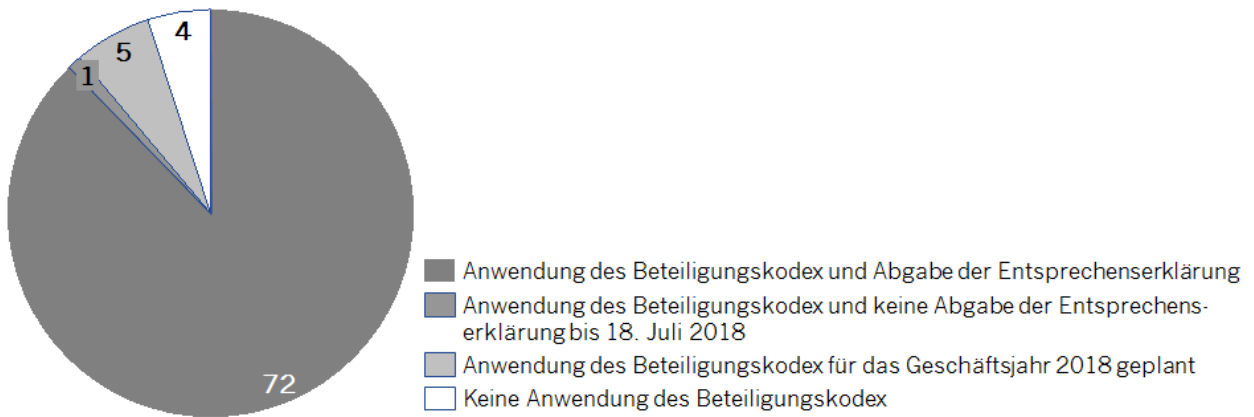 4
5
1
72
Anwendung des Beteiligungskodex und Abgabe der Entsprechenserklärung
Anwendung des Beteiligungskodex und keine Abgabe der Entsprechens-
erklärung bis 18. Juli 2018
Anwendung des Beteiligungskodex für das Geschäftsjahr 2018 geplant
Keine Anwendung des Beteiligungskodex